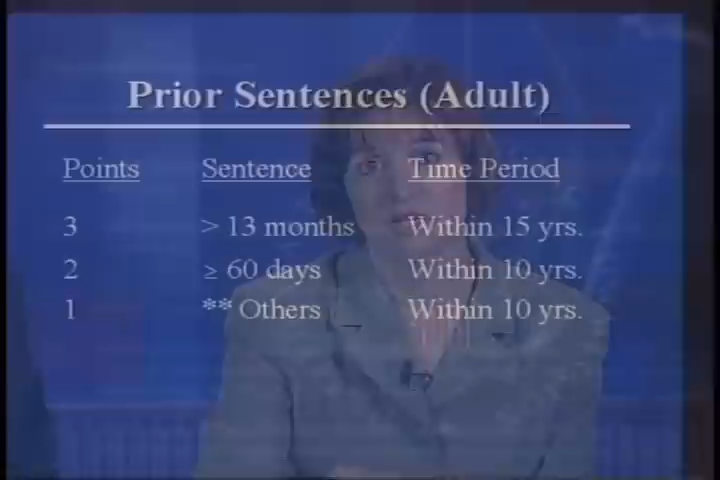 Prior Sentences (Adult)
Points Sentence Time Period
3 > 13 months Within 15 yrs.
2 ≥ 60 days Within 10 yrs.
1 ** Others Within 10 yrs.